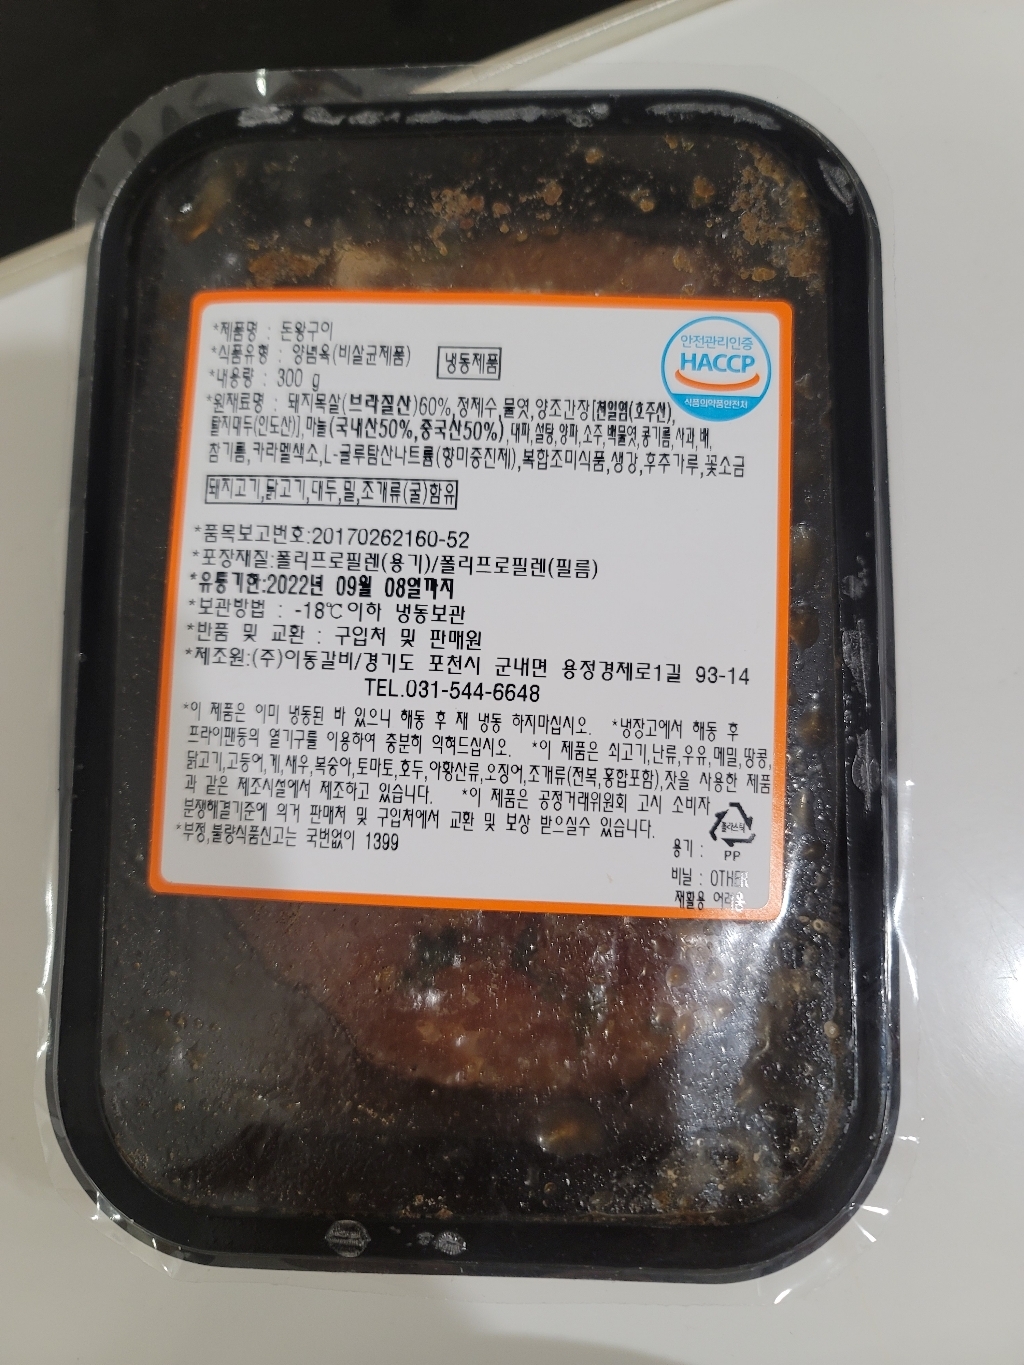 *제품명 : 돈왕구이
*식품유형 : 양념육(비살균제품) 냉동제품
*내용량 : 300 g
안전관리인증
HACCP
식품의약품안전처
*원재료명 : 돼지목살(브라질산)60%,정제수,물엿,양조간장[천일염(호주산),
탈지대두(인도산)],마늘(국내산50%,중국산50%),대파,설탕,양파,소주,백물엿,콩기름,사과,배,
참기름,카라멜색소,L-글루탐산나트륨(향미증진제),복합조미식품,생강,후추가루,꽃소금
돼지고기,닭고기,대두,밀,조개류(굴)함유
*품목보고번호:20170262160-52
*포장재질:폴리프로필렌(용기)/폴리프로필렌(필름)
*유통기한:2022년 09월 08일까지
*보관방법 : -18℃이하 냉동보관
*반품 및 교환 : 구입처 및 판매원
*제조원:(주)이동갈비/경기도 포천시 군내면 용정경제로1길 93-14
TEL.031-544-6648
*이 제품은 이미 냉동된 바 있으니 해동 후 재 냉동 하지마십시오. *냉장고에서 해동 후
프라이팬등의 열기구를 이용하여 충분히 익혀드십시오. *이 제품은 쇠고기,난류,우유,메밀,땅콩,
닭고기,고등어,게,새우,복숭아,토마토,호두,아황산류,오징어,조개류(전복,홍합포함),잣을 사용한 제품
과 같은 제조시설에서 제조하고 있습니다. *이 제품은 공정거래위원회 고시 소비자
분쟁해결기준에 의거 판매처 및 구입처에서 교환 및 보상 받으실수 있습니다.
*부정,불량식품신고는 국번없이 1399
플라스틱
용기 : PP
비닐 : OTHER
재활용 어려움